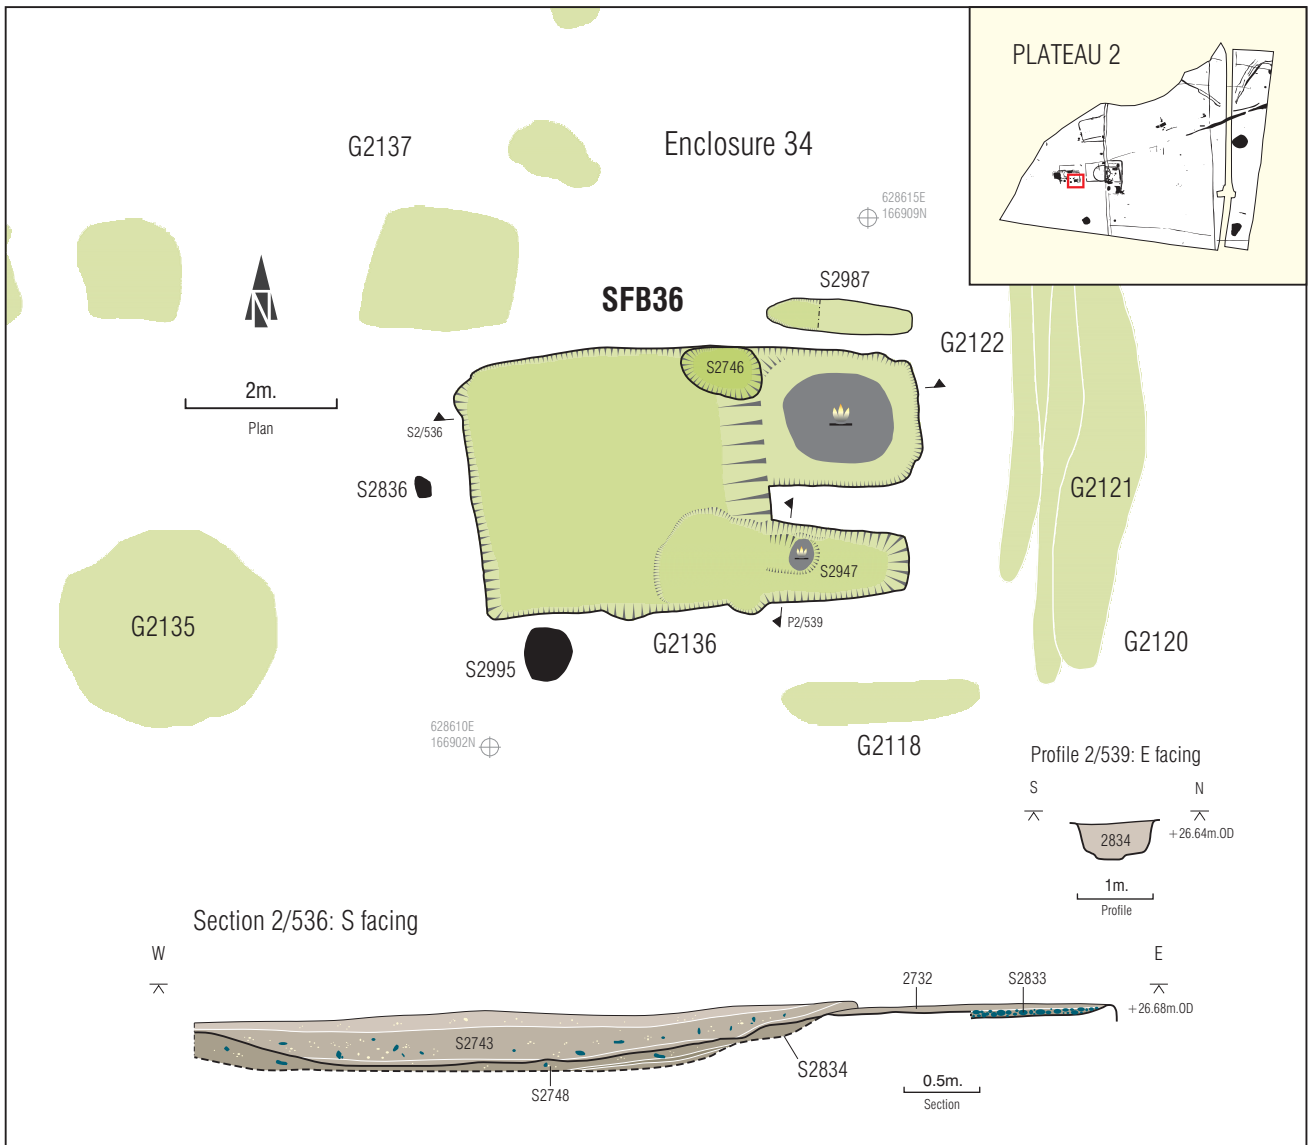 PLATEAU 2
G2137
Enclosure 34
628615E
166909N
N
SFB36
S2987
G2122
S2746
2m.
Plan
S2/536
S2836
G2121
S2947
G2135
P2/539
G2136
G2120
S2995
628610E
166902N
G2118
Profile 2/539: E facing
S
N
+26.64m.OD
2834
1m.
Profile
Section 2/536: S facing
W
E
2732
S2833
+26.68m.OD
S2743
S2834
S2748
0.5m.
Section